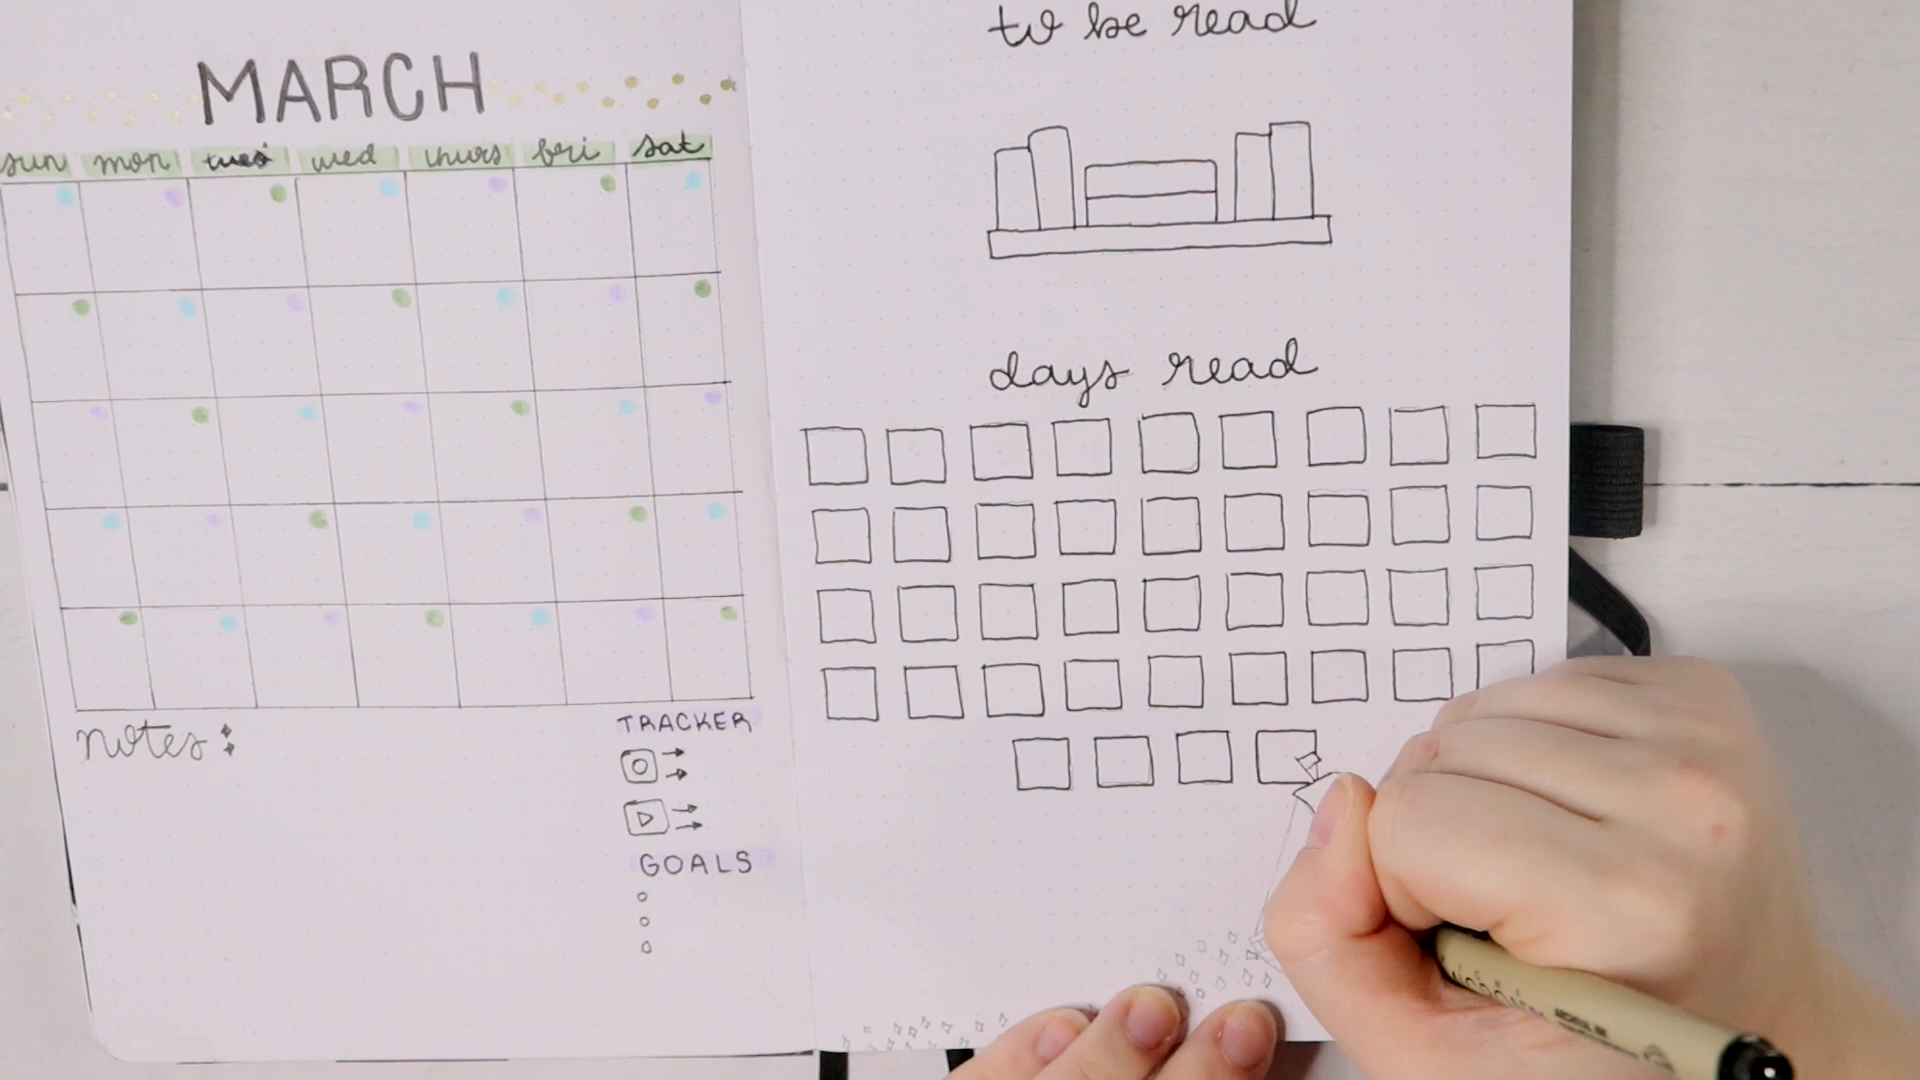 MARCH
sun mon tues wed thurs fri sat
notes:
TRACKER
GOALS
to be read
days read